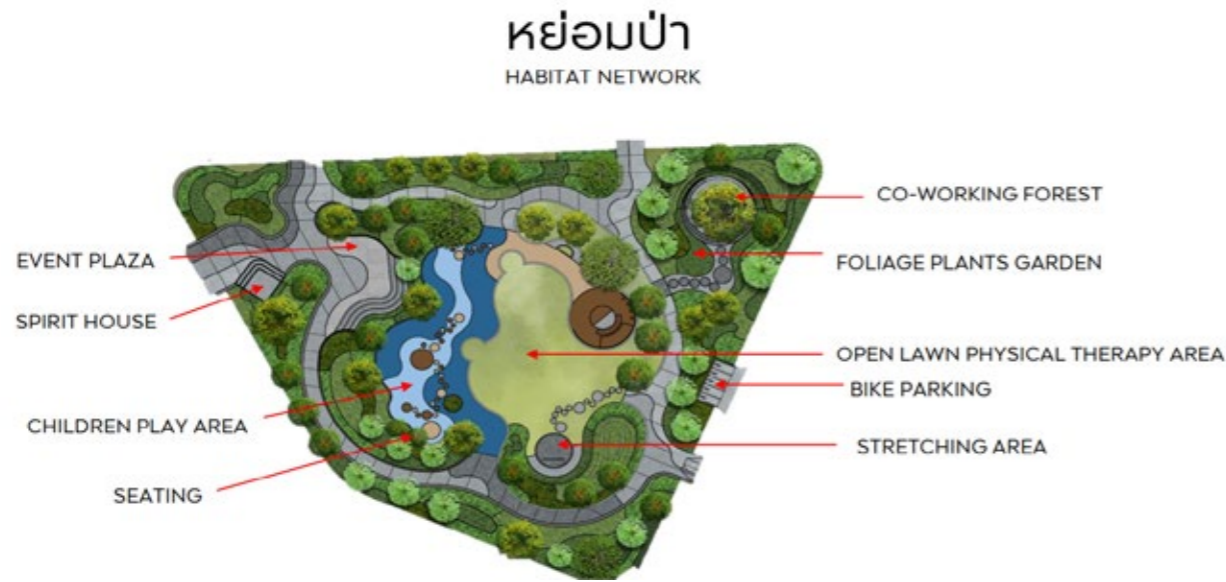 หย่อมป่า
HABITAT NETWORK
CO-WORKING FOREST
EVENT PLAZA
FOLIAGE PLANTS GARDEN
SPIRIT HOUSE
OPEN LAWN PHYSICAL THERAPY AREA
BIKE PARKING
CHILDREN PLAY AREA
STRETCHING AREA
SEATING